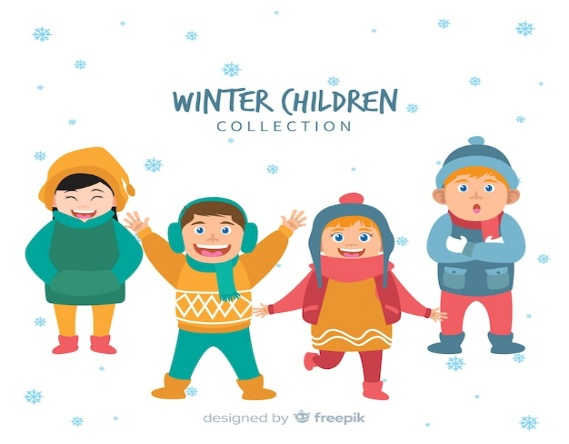 WINTER CHILDREN
COLLECTION
designed by freepik